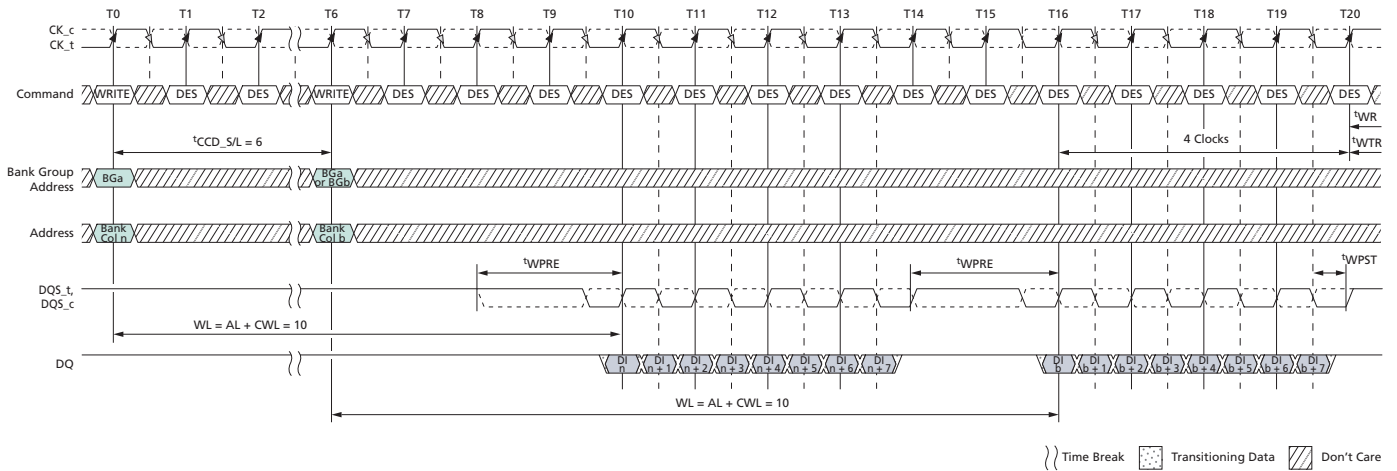 T0 T1 T2 T6 T7 T8 T9 T10 T11 T12 T13 T14 T15 T16 T17 T18 T19 T20
CK_c
CK_t
Command WRITE DES DES WRITE DES DES DES DES DES DES DES DES DES DES DES DES DES DES
tWR
tCCD_S/L = 6
4 Clocks
tWTR
Bank Group
Address
BGa
BGa
or BGb
Address
Bank
Col n
Bank
Col b
tWPRE
tWPRE
tWPST
DQS_t,
DQS_c
WL = AL + CWL = 10
DQ
DI
n
DI
n + 1
DI
n + 2
DI
n + 3
DI
n + 4
DI
n + 5
DI
n + 6
DI
n + 7
DI
b
DI
b + 1
DI
b + 2
DI
b + 3
DI
b + 4
DI
b + 5
DI
b + 6
DI
b + 7
WL = AL + CWL = 10
Time Break
Transitioning Data
Don't Care